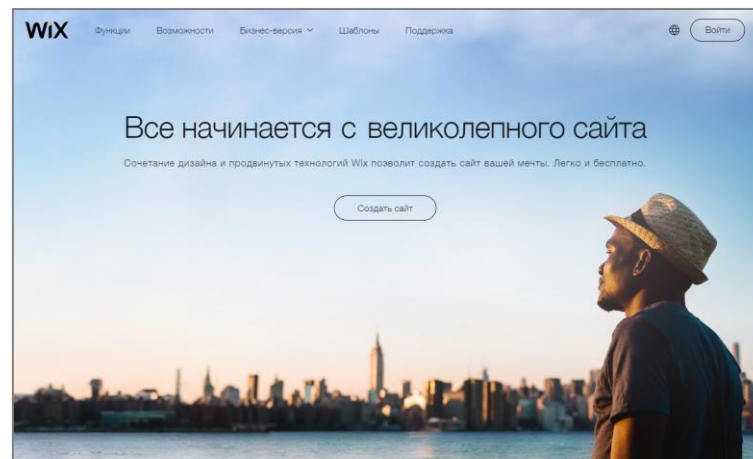 WiX
Функции Возможности Бизнес-версия Шаблоны Поддержка Войти
Все начинается с великолепного сайта
Сочетание дизайна и продвинутых технологий Wix позволит создать сайт вашей мечты. Легко и бесплатно.
Создать сайт